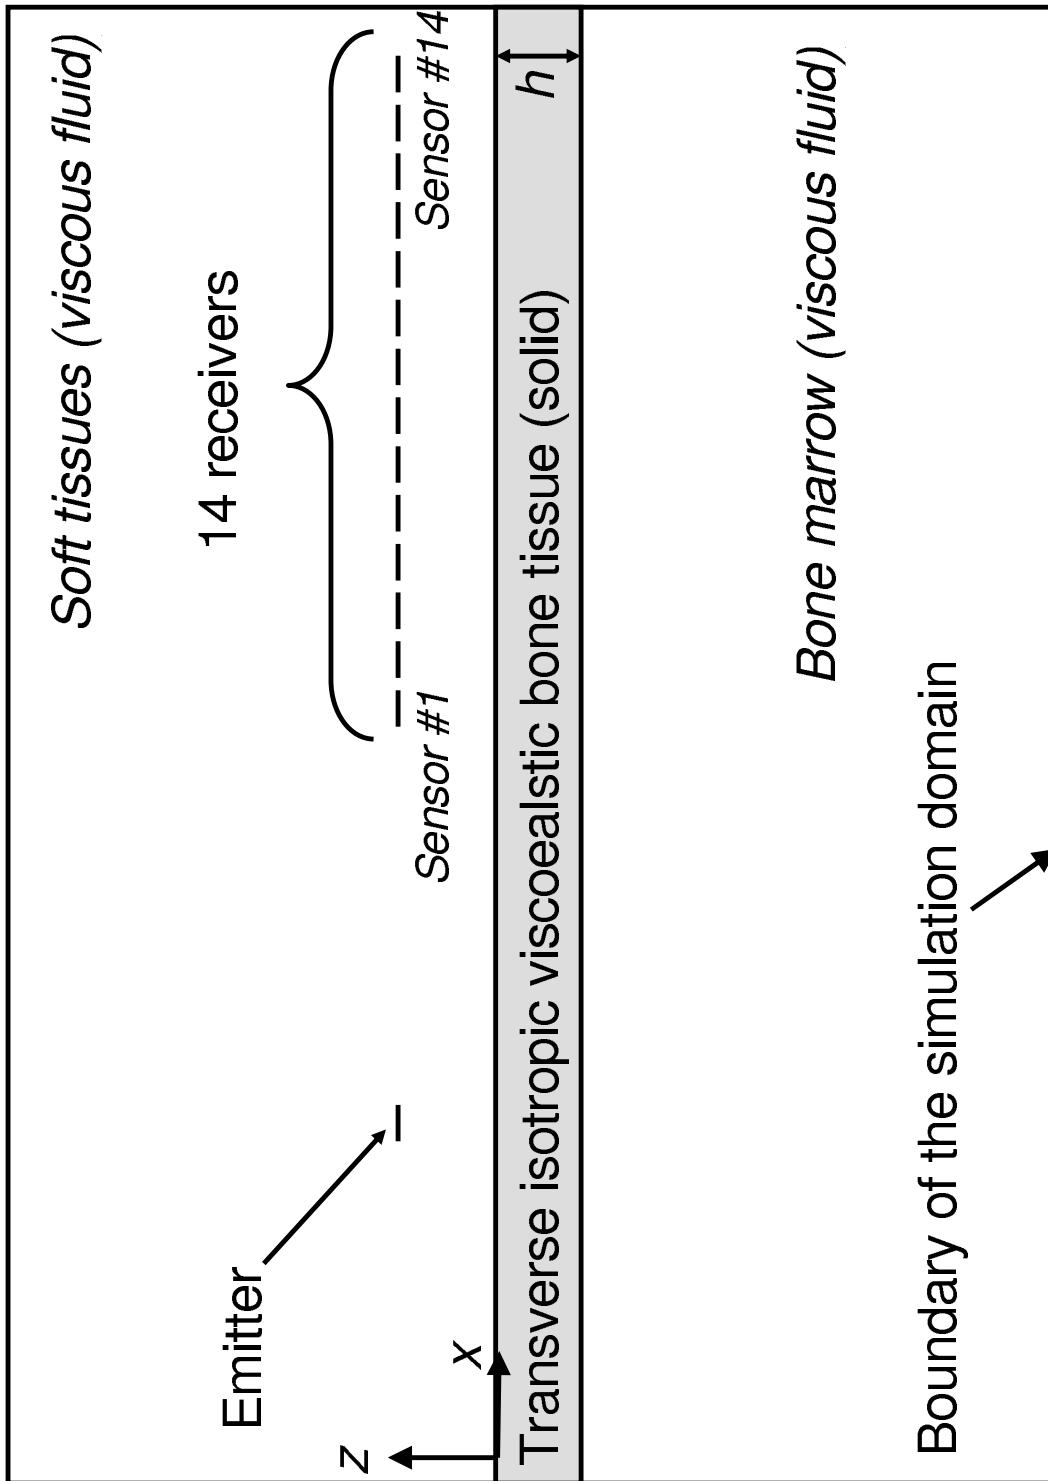 Soft tissues (viscous fluid)
14 receivers
Emitter
Sensor #1
Sensor #14
z
x
h
Transverse isotropic viscoealstic bone tissue (solid)
Bone marrow (viscous fluid)
Boundary of the simulation domain